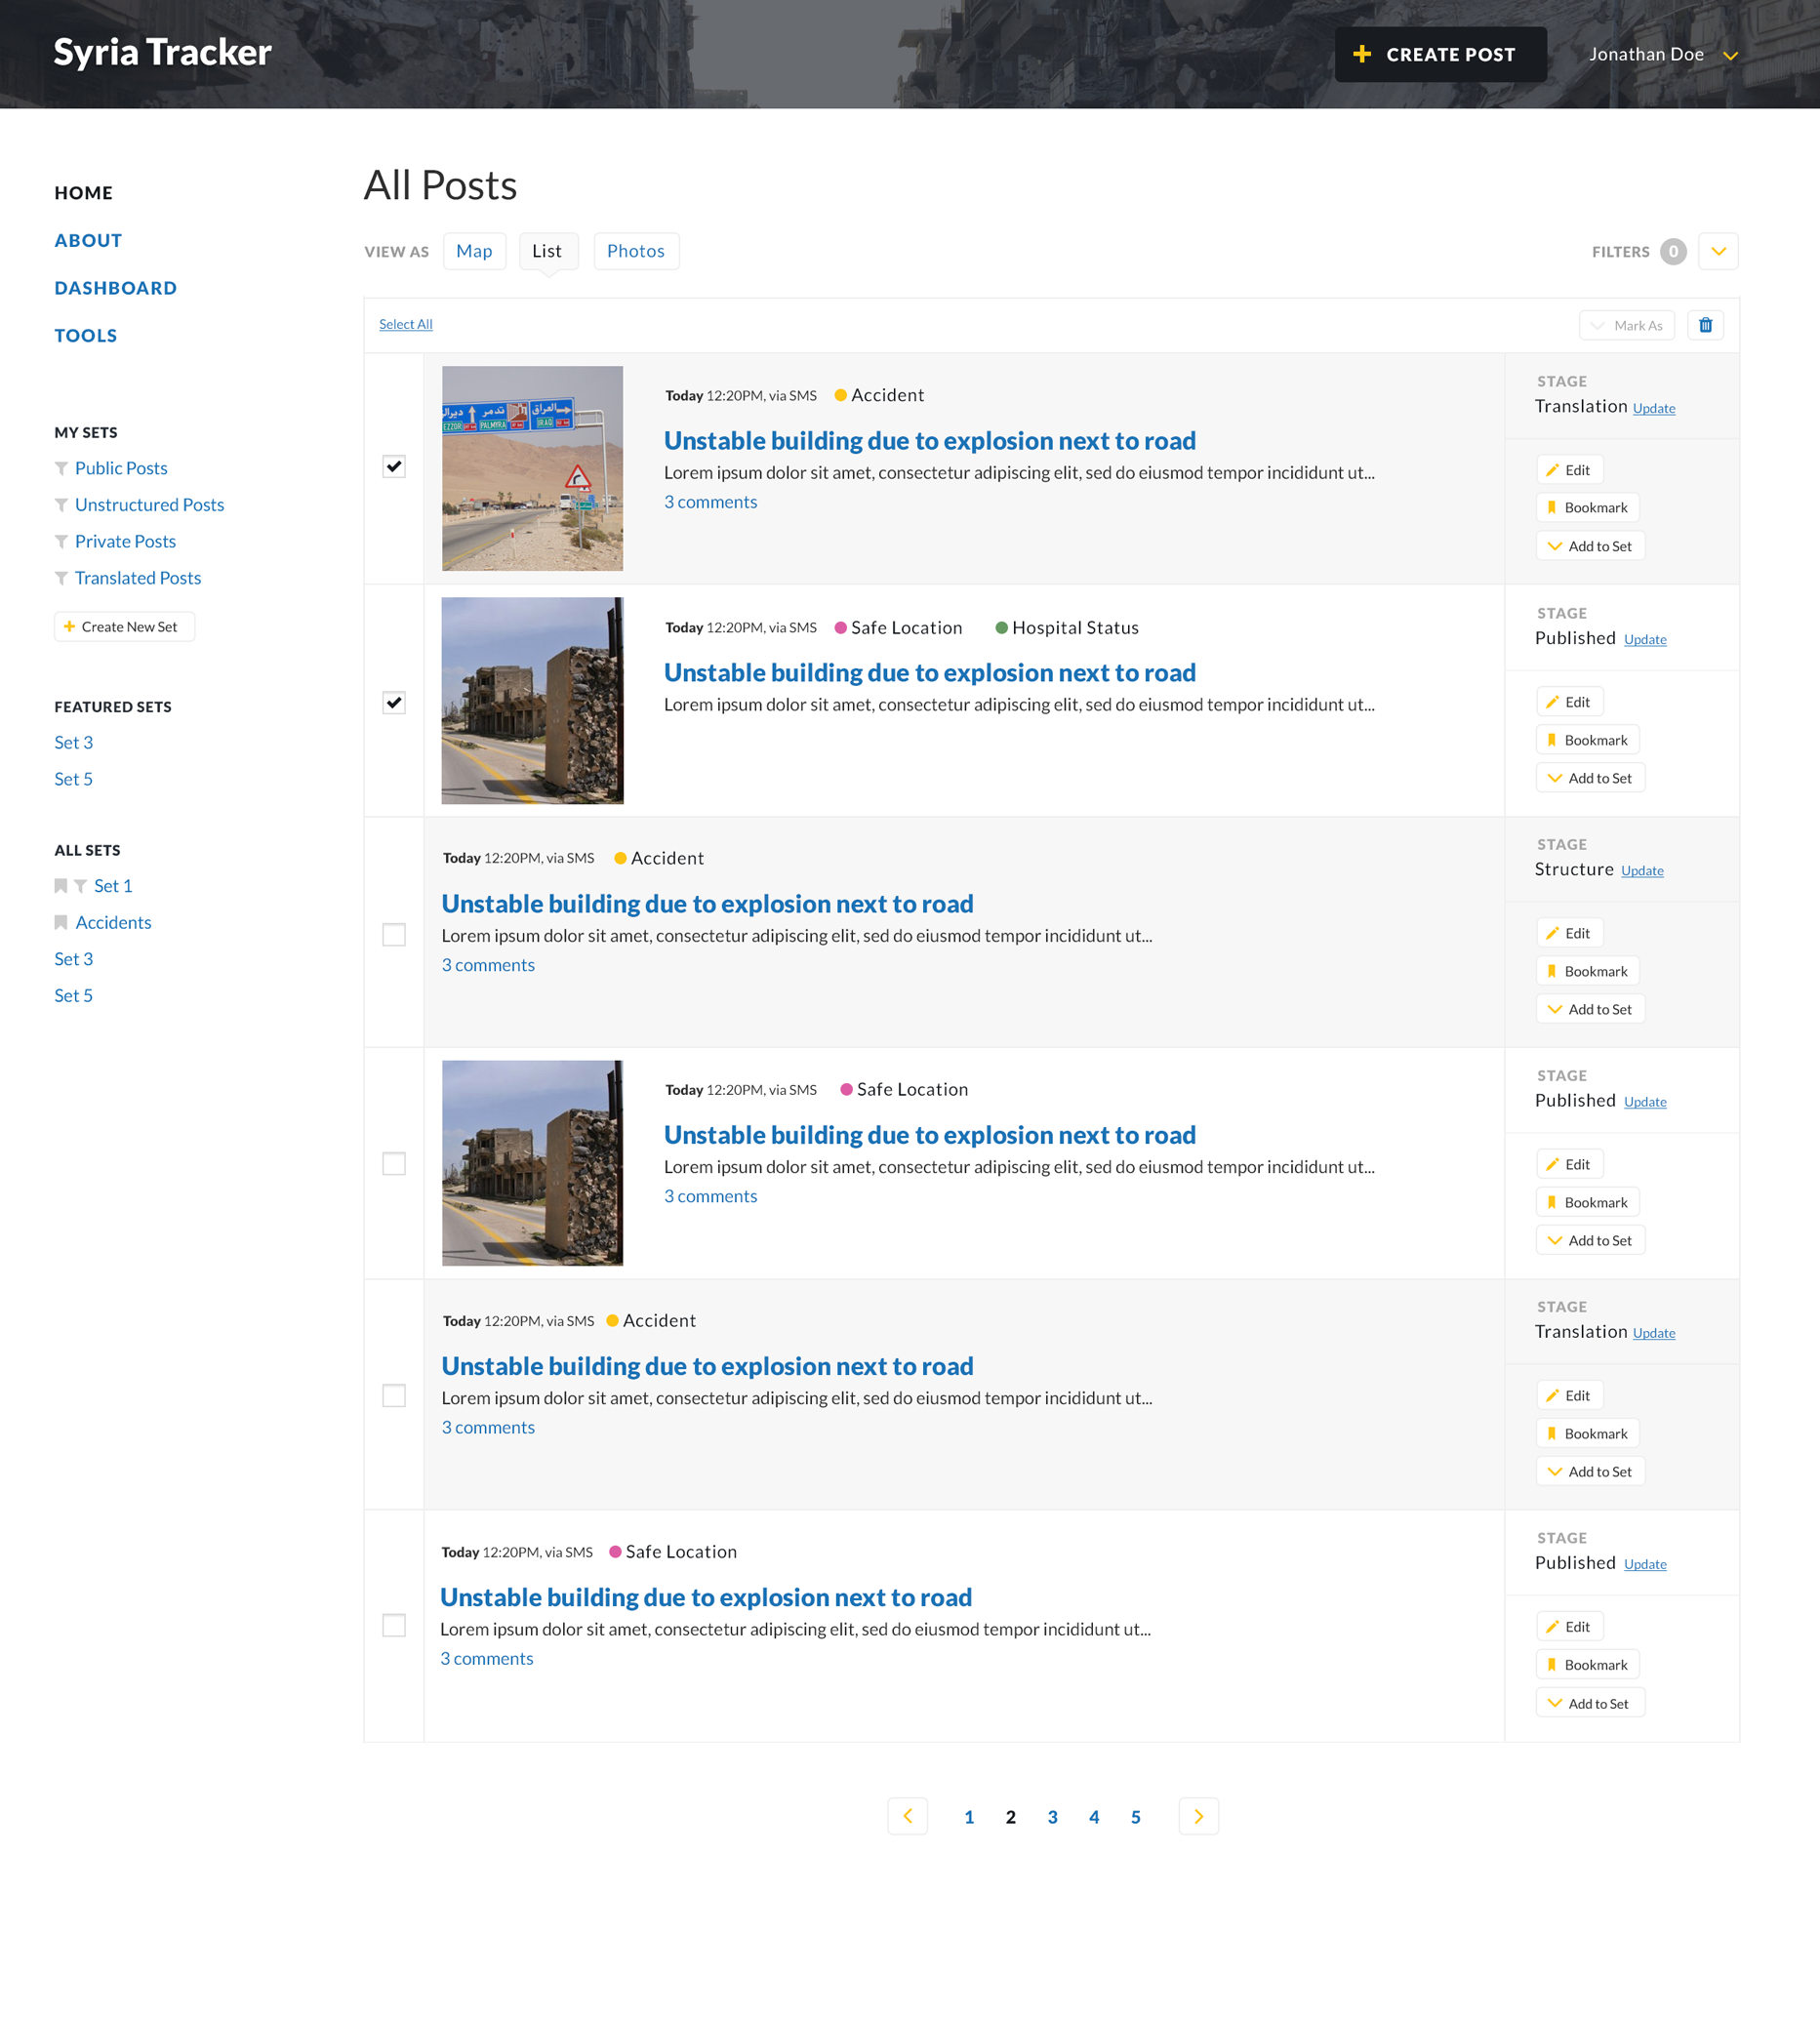 Syria Tracker
CREATE POST
Jonathan Doe
HOME
ABOUT
DASHBOARD
TOOLS
MY SETS
Public Posts
Unstructured Posts
Private Posts
Translated Posts
Create New Set
FEATURED SETS
Set 3
Set 5
ALL SETS
Set 1
Accidents
Set 3
Set 5
All Posts
VIEW AS Map List Photos
FILTERS 0
Select All
Mark As
تدمر العراق
PALMYRA IRAQ
Today 12:20PM, via SMS Accident
Unstable building due to explosion next to road
Lorem ipsum dolor sit amet, consectetur adipiscing elit, sed do eiusmod tempor incididunt ut...
3 comments
STAGE
Translation Update
Edit
Bookmark
Add to Set
Today 12:20PM, via SMS Safe Location Hospital Status
Unstable building due to explosion next to road
Lorem ipsum dolor sit amet, consectetur adipiscing elit, sed do eiusmod tempor incididunt ut...
STAGE
Published Update
Edit
Bookmark
Add to Set
Today 12:20PM, via SMS Accident
Unstable building due to explosion next to road
Lorem ipsum dolor sit amet, consectetur adipiscing elit, sed do eiusmod tempor incididunt ut...
3 comments
STAGE
Structure Update
Edit
Bookmark
Add to Set
Today 12:20PM, via SMS Safe Location
Unstable building due to explosion next to road
Lorem ipsum dolor sit amet, consectetur adipiscing elit, sed do eiusmod tempor incididunt ut...
3 comments
STAGE
Published Update
Edit
Bookmark
Add to Set
Today 12:20PM, via SMS Accident
Unstable building due to explosion next to road
Lorem ipsum dolor sit amet, consectetur adipiscing elit, sed do eiusmod tempor incididunt ut...
3 comments
STAGE
Translation Update
Edit
Bookmark
Add to Set
Today 12:20PM, via SMS Safe Location
Unstable building due to explosion next to road
Lorem ipsum dolor sit amet, consectetur adipiscing elit, sed do eiusmod tempor incididunt ut...
3 comments
STAGE
Published Update
Edit
Bookmark
Add to Set
1 2 3 4 5